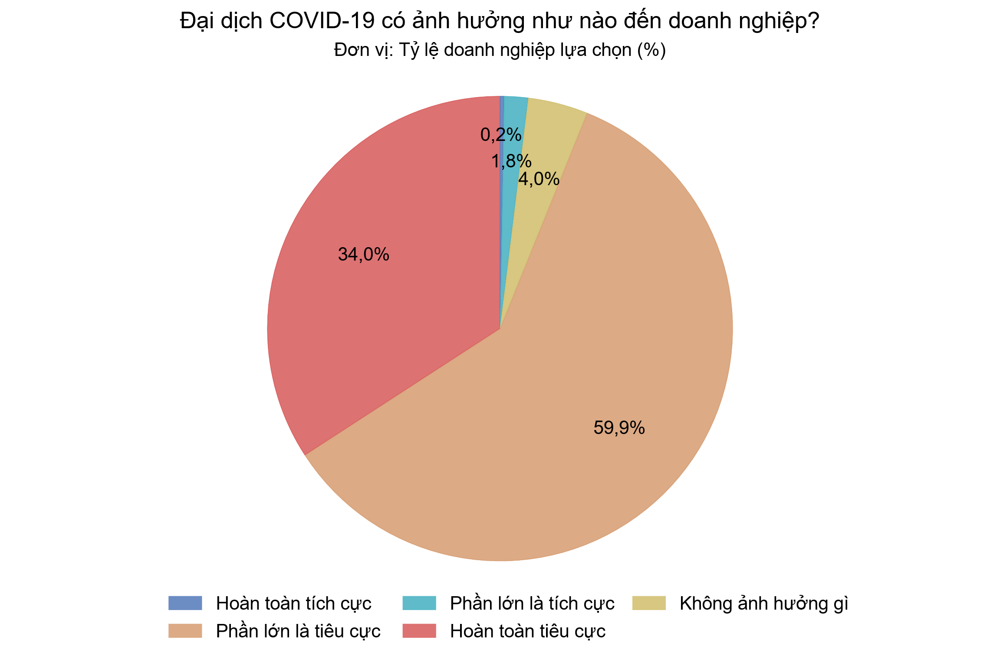 Đại dịch COVID-19 có ảnh hưởng như nào đến doanh nghiệp?
Đơn vị: Tỷ lệ doanh nghiệp lựa chọn (%)
0,2%
1,8%
4,0%
34,0%
59,9%
Hoàn toàn tích cực
Phần lớn là tích cực
Không ảnh hưởng gì
Phần lớn là tiêu cực
Hoàn toàn tiêu cực